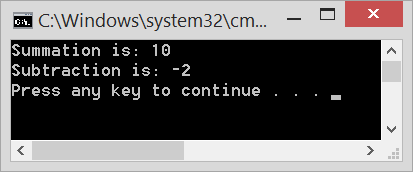 C:\Windows\system32\cm...
Summation is: 10
Subtraction is: -2
Press any key to continue . . . _